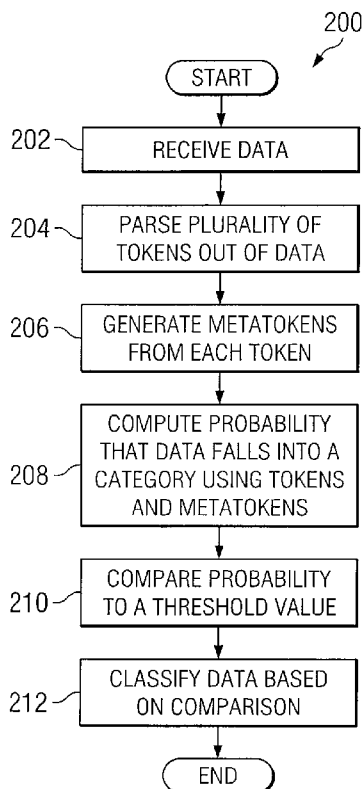 200
START
202
RECEIVE DATA
204
PARSE PLURALITY OF
TOKENS OUT OF DATA
206
GENERATE METATOKENS
FROM EACH TOKEN
208
COMPUTE PROBABILITY
THAT DATA FALLS INTO A
CATEGORY USING TOKENS
AND METATOKENS
210
COMPARE PROBABILITY
TO A THRESHOLD VALUE
212
CLASSIFY DATA BASED
ON COMPARISON
END